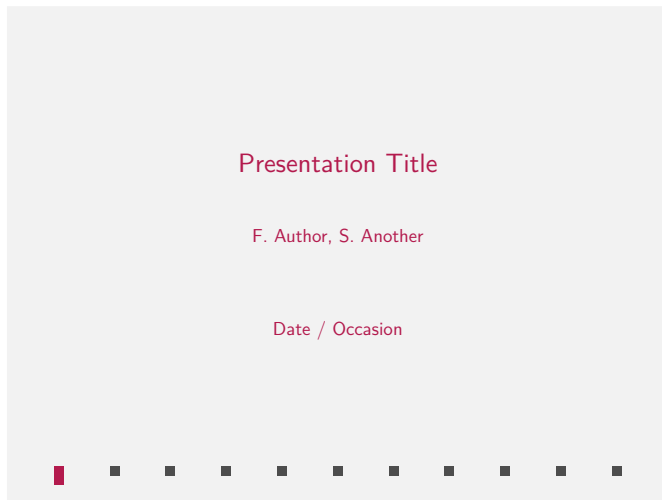 Presentation Title
F. Author, S. Another
Date / Occasion